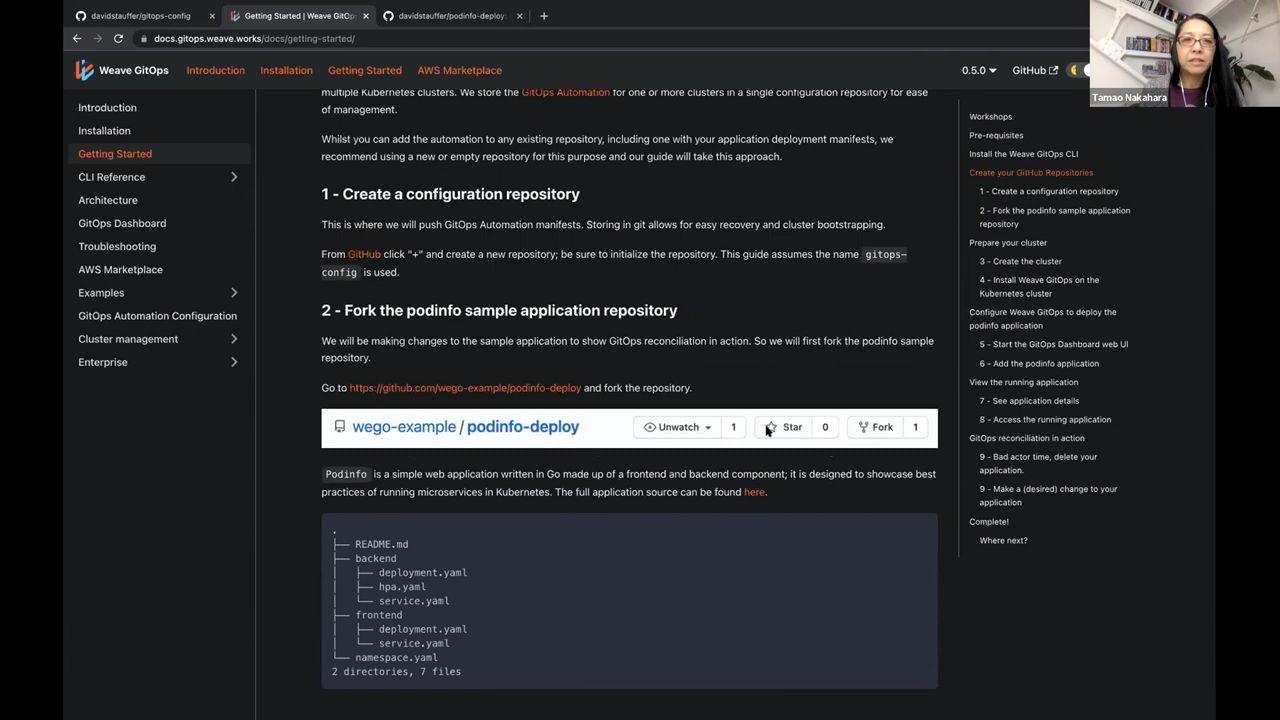 davidstauffer/gitops-config
Getting Started | Weave GitOps
davidstauffer/podinfo-deploy:
docs.gitops.weave.works/docs/getting-started/
Weave GitOps
Introduction
Installation
Getting Started
AWS Marketplace
0.5.0
GitHub
Tamao Nakahara
Introduction
Installation
Getting Started
CLI Reference
Architecture
GitOps Dashboard
Troubleshooting
AWS Marketplace
Examples
GitOps Automation Configuration
Cluster management
Enterprise
multiple Kubernetes clusters. We store the GitOps Automation for one or more clusters in a single configuration repository for ease
of management.
Whilst you can add the automation to any existing repository, including one with your application deployment manifests, we
recommend using a new or empty repository for this purpose and our guide will take this approach.
1 - Create a configuration repository
This is where we will push GitOps Automation manifests. Storing in git allows for easy recovery and cluster bootstrapping.
From GitHub click "+" and create a new repository; be sure to initialize the repository. This guide assumes the name gitops-
config is used.
2 - Fork the podinfo sample application repository
We will be making changes to the sample application to show GitOps reconciliation in action. So we will first fork the podinfo sample
repository.
Go to https://github.com/wego-example/podinfo-deploy and fork the repository.
wego-example / podinfo-deploy
Unwatch 1
Star 0
Fork 1
Podinfo is a simple web application written in Go made up of a frontend and backend component; it is designed to showcase best
practices of running microservices in Kubernetes. The full application source can be found here.
.
├── README.md
├── backend
│   ├── deployment.yaml
│   ├── hpa.yaml
│   └── service.yaml
├── frontend
│   ├── deployment.yaml
│   └── service.yaml
└── namespace.yaml
2 directories, 7 files
Workshops
Pre-requisites
Install the Weave GitOps CLI
Create your GitHub Repositories
1 - Create a configuration repository
2 - Fork the podinfo sample application
repository
Prepare your cluster
3 - Create the cluster
4 - Install Weave GitOps on the
Kubernetes cluster
Configure Weave GitOps to deploy the
podinfo application
5 - Start the GitOps Dashboard web UI
6 - Add the podinfo application
View the running application
7 - See application details
8 - Access the running application
GitOps reconciliation in action
9 - Bad actor time, delete your
application.
9 - Make a (desired) change to your
application
Complete!
Where next?